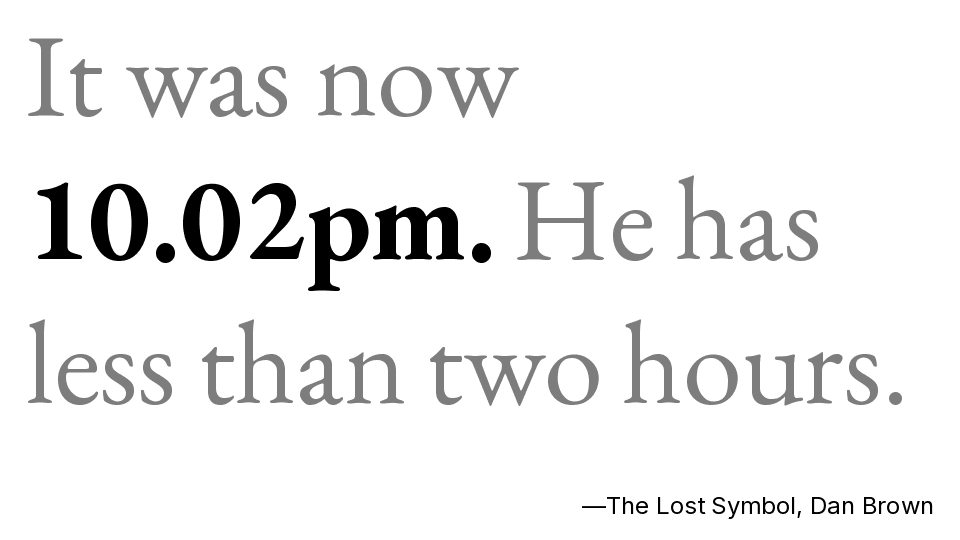 It was now
10.02pm. He has
less than two hours.
—The Lost Symbol, Dan Brown